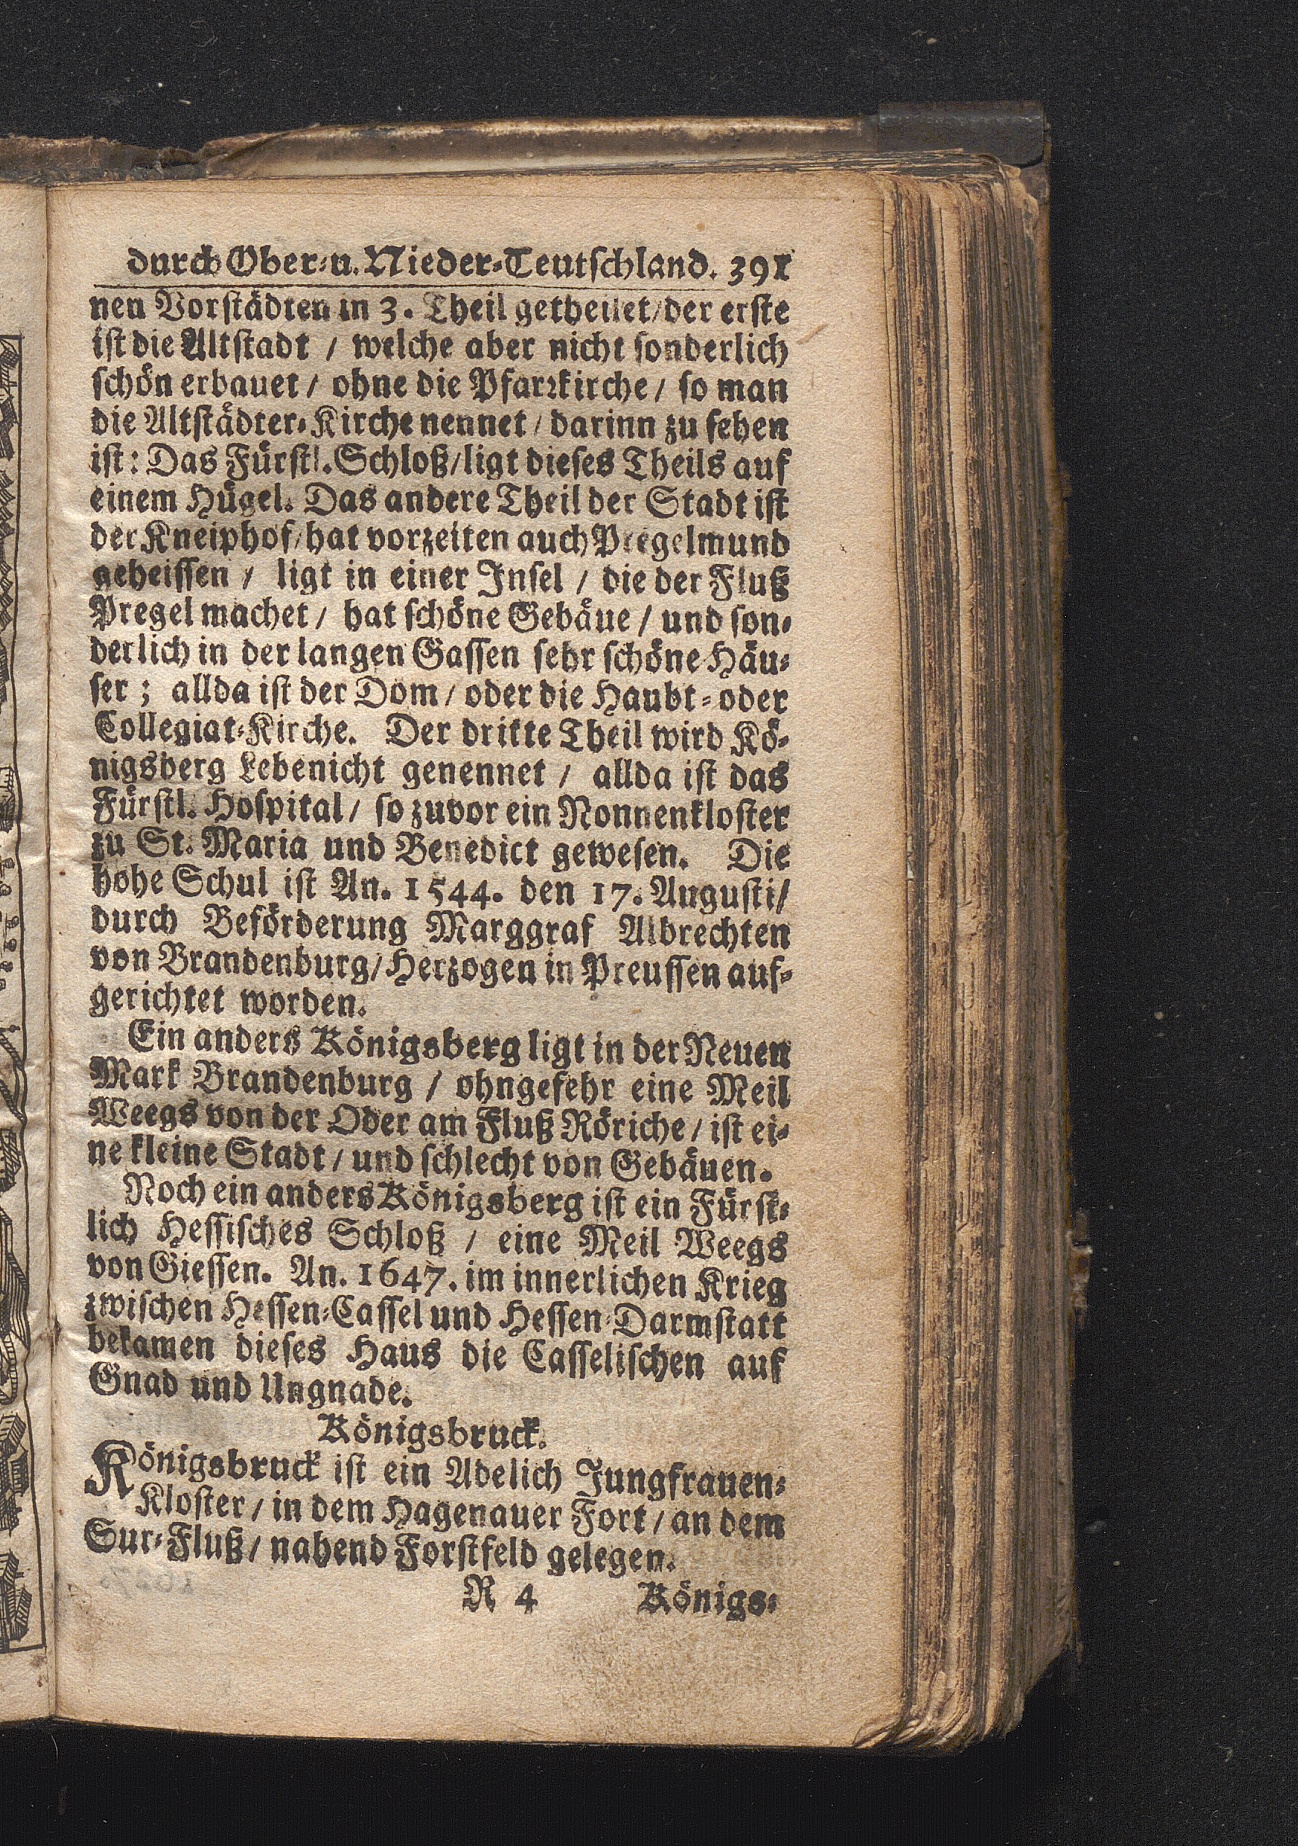 durch Ober-u. Nieder-Teutschland. 391
nen Vorstädten in 3. Theil getheilet/der erste
ist die Altstadt / welche aber nicht sonderlich
schön erbauet / ohne die Pfarrkirche / so man
die Altstädter-Kirche nennet / darinn zu sehen
ist: Das Fürstl. Schloß/ligt dieses Theils auf
einem Hügel. Das andere Theil der Stadt ist
der Kneiphof/hat vorzeiten auch Pregelmund
geheissen / ligt in einer Insel / die der Fluß
Pregel machet / hat schöne Gebäue / und son-
derlich in der langen Gassen sehr schöne Häu-
ser; allda ist der Dom / oder die Haubt-oder
Collegiat-Kirche. Der dritte Theil wird Kö-
nigsberg Lebenicht genennet / allda ist das
Fürstl. Hospital / so zuvor ein Nonnenkloster
zu St. Maria und Benedict gewesen. Die
hohe Schul ist An. 1544. den 17. Augusti/
durch Beförderung Marggraf Albrechten
von Brandenburg/Herzogen in Preussen auf-
gerichtet worden.
Ein anders Königsberg ligt in der Neuen
Mark Brandenburg / ohngefehr eine Meil
Weegs von der Oder am Fluß Röriche / ist ei-
ne kleine Stadt / und schlecht von Gebäuen.
Noch ein anders Königsberg ist ein Fürst-
lich Hessisches Schloß / eine Meil Weegs
von Giessen. An. 1647. im innerlichen Krieg
zwischen Hessen-Cassel und Hessen-Darmstatt
bekamen dieses Haus die Casselischen auf
Gnad und Ungnade.
Königsbruck.
Königsbruck ist ein Adelich Jungfrauen-
Kloster / in dem Hagenauer Fort / an dem
Sur-Fluß / nahend Forstfeld gelegen.
R 4 Königs-